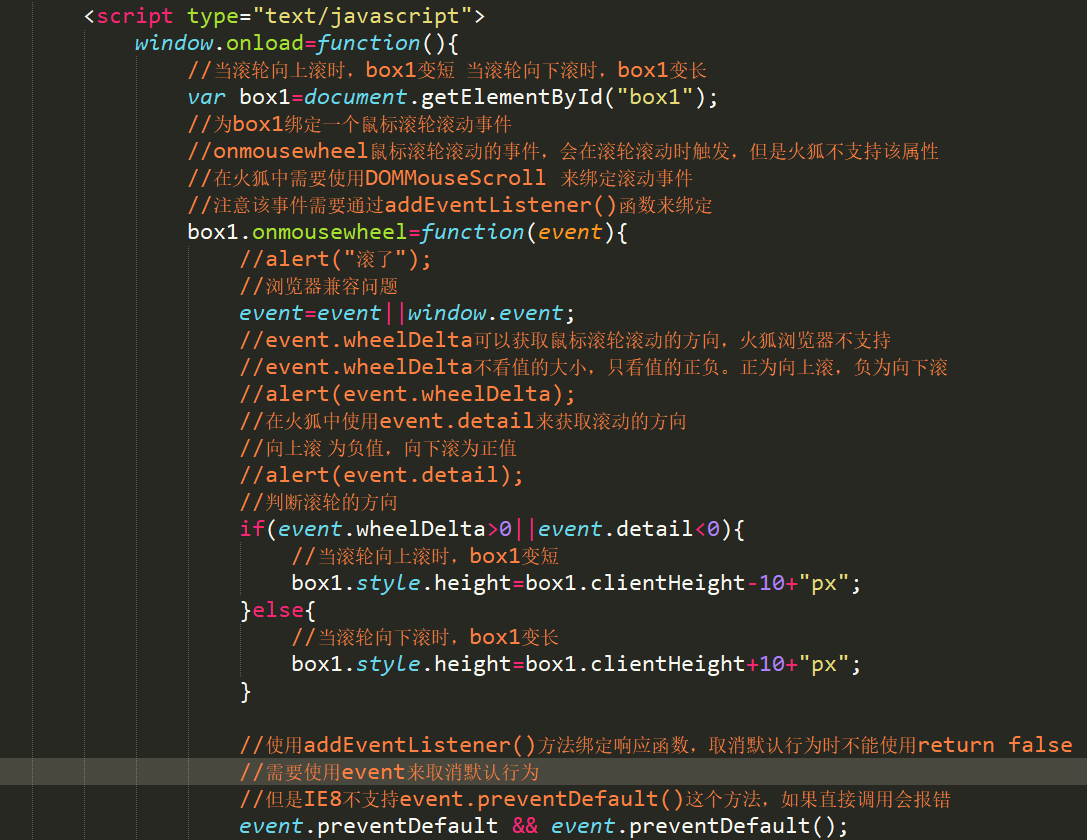 <script type="text/javascript">
window.onload=function(){
//当滚轮向上滚时，box1变短 当滚轮向下滚时，box1变长
var box1=document.getElementById("box1");
//为box1绑定一个鼠标滚轮滚动事件
//onmousewheel鼠标滚轮滚动的事件，会在滚轮滚动时触发，但是火狐不支持该属性
//在火狐中需要使用DOMMouseScroll 来绑定滚动事件
//注意该事件需要通过addEventListener()函数来绑定
box1.onmousewheel=function(event){
//alert("滚了");
//浏览器兼容问题
event=event||window.event;
//event.wheelDelta可以获取鼠标滚轮滚动的方向，火狐浏览器不支持
//event.wheelDelta不看值的大小，只看值的正负。正为向上滚，负为向下滚
//alert(event.wheelDelta);
//在火狐中使用event.detail来获取滚动的方向
//向上滚 为负值，向下滚为正值
//alert(event.detail);
//判断滚轮的方向
if(event.wheelDelta>0||event.detail<0){
//当滚轮向上滚时，box1变短
box1.style.height=box1.clientHeight-10+"px";
}else{
//当滚轮向下滚时，box1变长
box1.style.height=box1.clientHeight+10+"px";
}
//使用addEventListener()方法绑定响应函数，取消默认行为时不能使用return false
//需要使用event来取消默认行为
//但是IE8不支持event.preventDefault()这个方法，如果直接调用会报错
event.preventDefault && event.preventDefault();